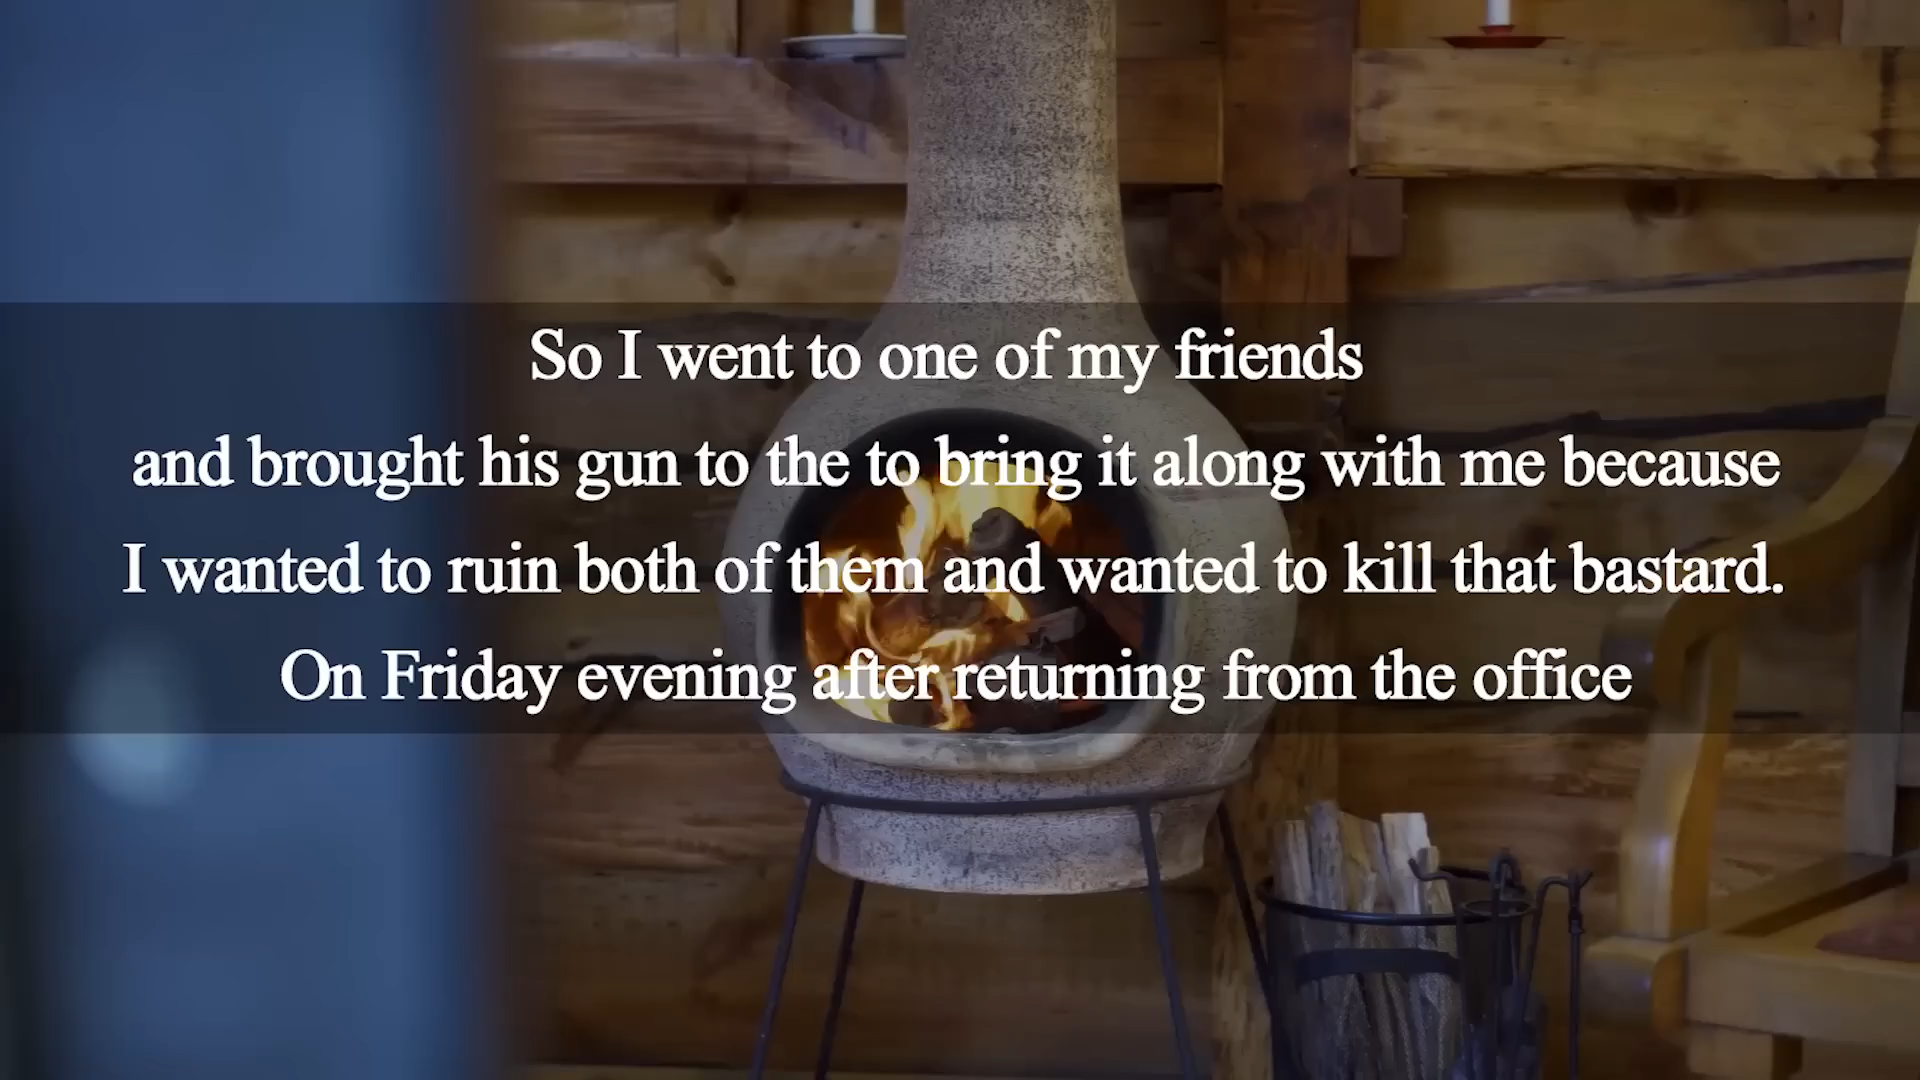 So I went to one of my friends
and brought his gun to the to bring it along with me because
I wanted to ruin both of them and wanted to kill that bastard.
On Friday evening after returning from the office